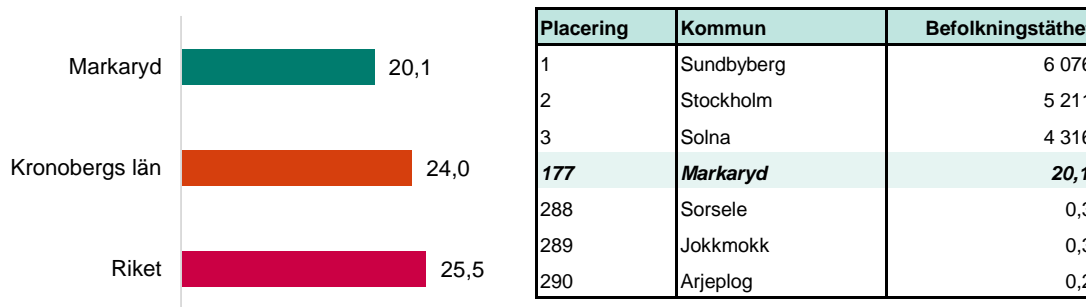 Markaryd 20,1
Kronobergs län 24,0
Riket 25,5
Placering Kommun Befolkningstäthet
1 Sundbyberg 6 076
2 Stockholm 5 211
3 Solna 4 316
177 Markaryd 20,1
288 Sorsele 0,3
289 Jokkmokk 0,3
290 Arjeplog 0,2